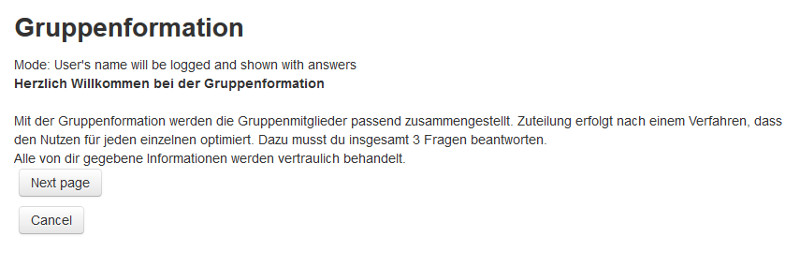 Gruppenformation
Mode: User's name will be logged and shown with answers
Herzlich Willkommen bei der Gruppenformation
Mit der Gruppenformation werden die Gruppenmitglieder passend zusammengestellt. Zuteilung erfolgt nach einem Verfahren, dass
den Nutzen für jeden einzelnen optimiert. Dazu musst du insgesamt 3 Fragen beantworten.
Alle von dir gegebene Informationen werden vertraulich behandelt.
Next page
Cancel